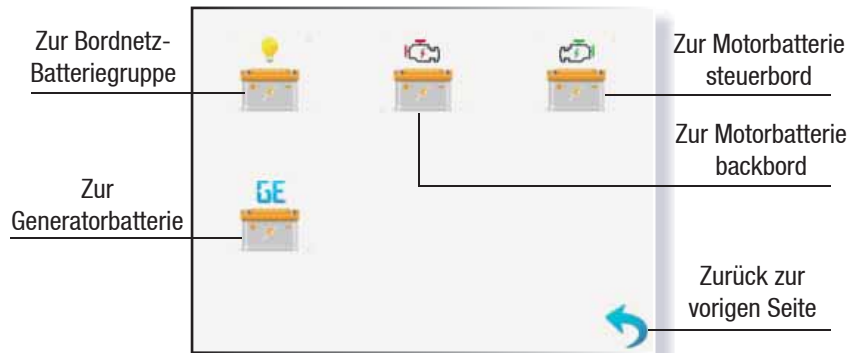 Zur Bordnetz-
Batteriegruppe
Zur Motorbatterie
steuerbord
Zur Motorbatterie
backbord
Zur
Generatorbatterie
GE
Zurück zur
vorigen Seite